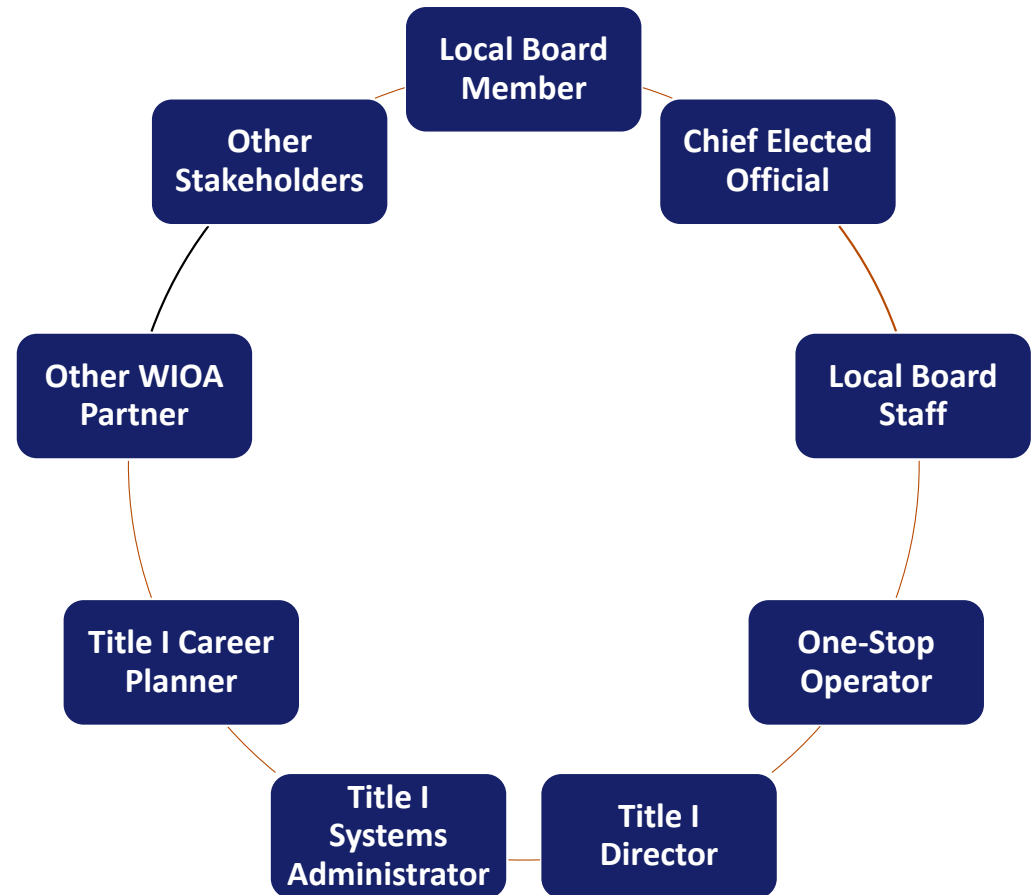 Local Board
Member
Chief Elected
Official
Local Board
Staff
One-Stop
Operator
Title I
Director
Title I
Systems
Administrator
Title I Career
Planner
Other WIOA
Partner
Other
Stakeholders